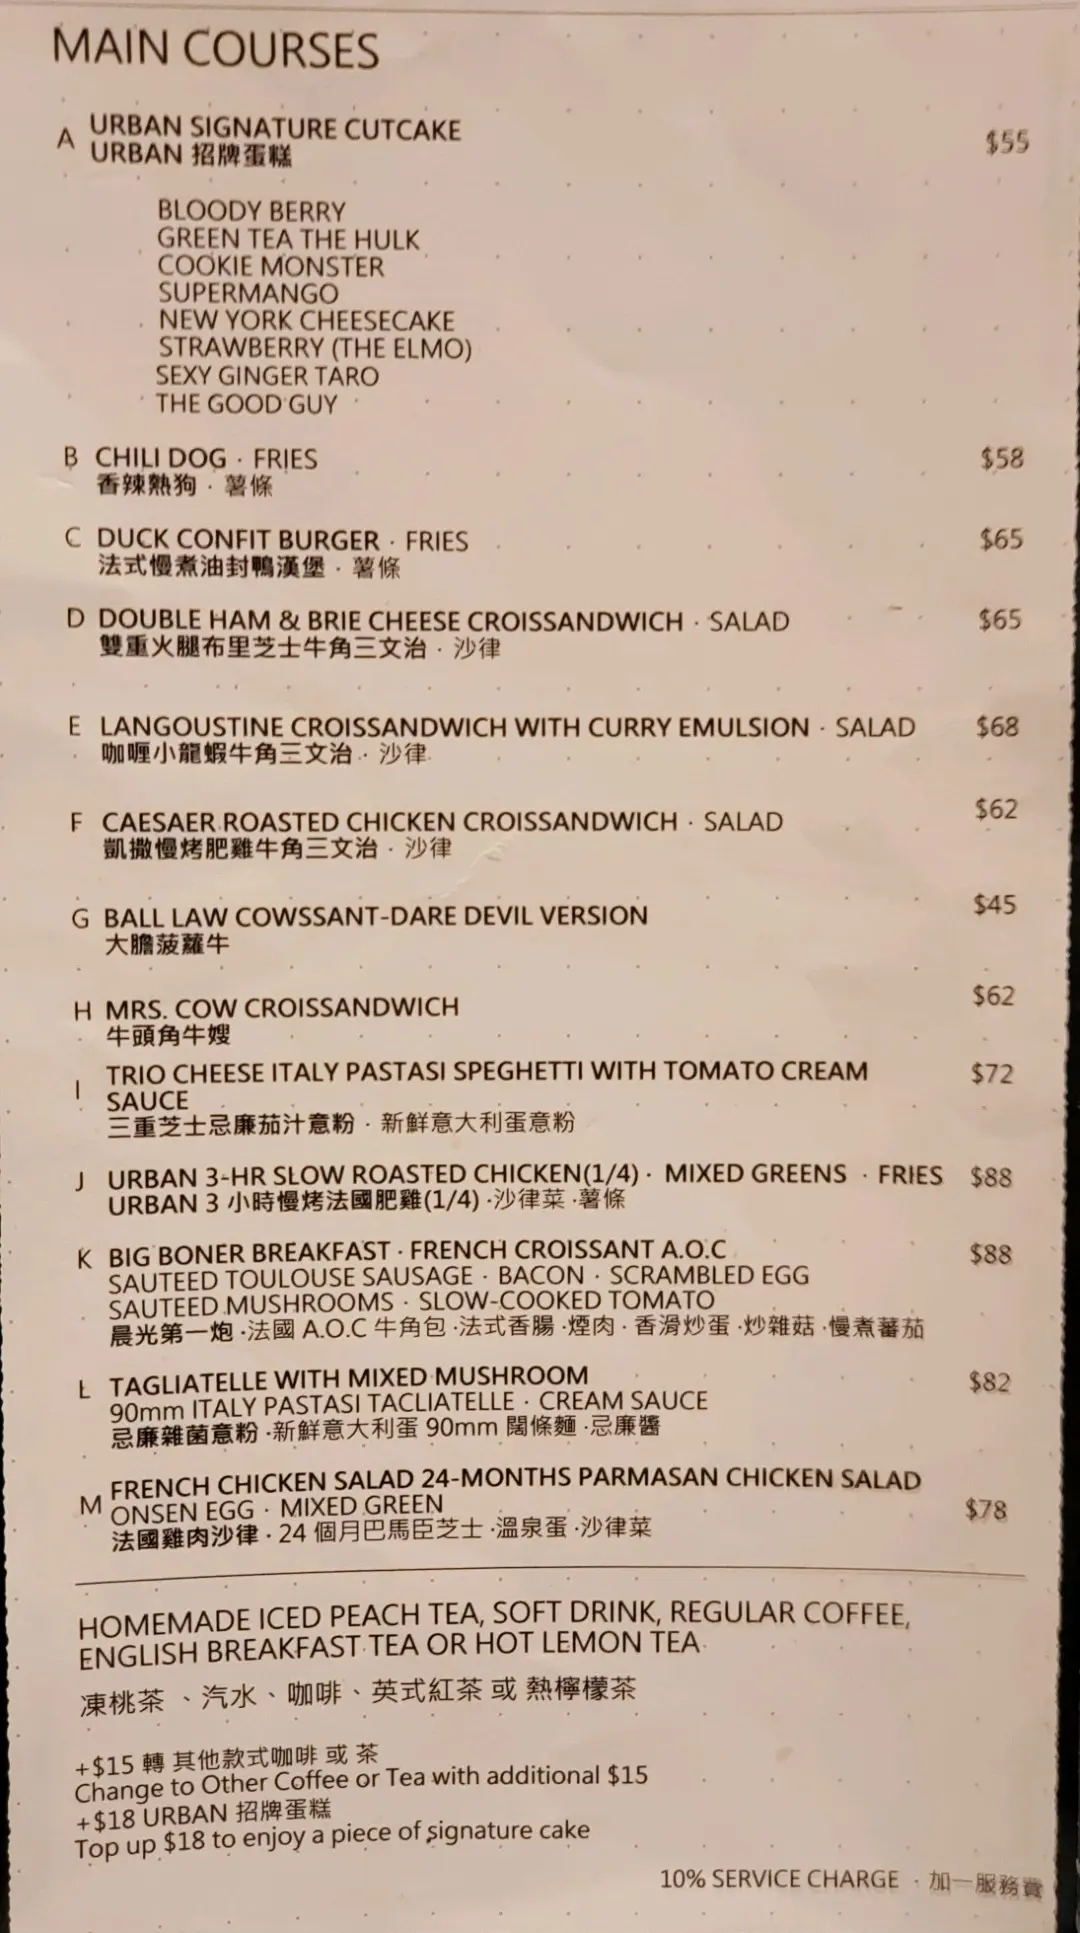 MAIN COURSES
A URBAN SIGNATURE CUTCAKE $55
URBAN 招牌蛋糕
BLOODY BERRY
GREEN TEA THE HULK
COOKIE MONSTER
SUPERMANGO
NEW YORK CHEESECAKE
STRAWBERRY (THE ELMO)
SEXY GINGER TARO
THE GOOD GUY
B CHILI DOG · FRIES $58
香辣熱狗 · 薯條
C DUCK CONFIT BURGER · FRIES $65
法式慢煮油封鴨漢堡 · 薯條
D DOUBLE HAM & BRIE CHEESE CROISSANDWICH · SALAD $65
雙重火腿布里芝士牛角三文治 · 沙律
E LANGOUSTINE CROISSANDWICH WITH CURRY EMULSION · SALAD $68
咖喱小龍蝦牛角三文治 · 沙律
F CAESAER ROASTED CHICKEN CROISSANDWICH · SALAD $62
凱撒慢烤肥雞牛角三文治 · 沙律
G BALL LAW COWSSANT-DARE DEVIL VERSION $45
大膽菠蘿牛
H MRS. COW CROISSANDWICH $62
牛頭角牛嫂
I TRIO CHEESE ITALY PASTASI SPEGHETTI WITH TOMATO CREAM $72
SAUCE
三重芝士忌廉茄汁意粉 · 新鮮意大利蛋意粉
J URBAN 3-HR SLOW ROASTED CHICKEN(1/4) · MIXED GREENS · FRIES $88
URBAN 3 小時慢烤法國肥雞(1/4) ·沙律菜 ·薯條
K BIG BONER BREAKFAST · FRENCH CROISSANT A.O.C $88
SAUTEED TOULOUSE SAUSAGE · BACON · SCRAMBLED EGG
SAUTEED MUSHROOMS · SLOW-COOKED TOMATO
晨光第一炮 ·法國 A.O.C 牛角包 ·法式香腸 ·煙肉 · 香滑炒蛋 ·炒雜菇 ·慢煮蕃茄
L TAGLIATELLE WITH MIXED MUSHROOM $82
90mm ITALY PASTASI TACLIATELLE · CREAM SAUCE
忌廉雜菌意粉 ·新鮮意大利蛋 90mm 闊條麵 ·忌廉醬
M FRENCH CHICKEN SALAD 24-MONTHS PARMASAN CHICKEN SALAD
ONSEN EGG · MIXED GREEN $78
法國雞肉沙律 · 24 個月巴馬臣芝士 ·溫泉蛋 ·沙律菜
HOMEMADE ICED PEACH TEA, SOFT DRINK, REGULAR COFFEE,
ENGLISH BREAKFAST TEA OR HOT LEMON TEA
凍桃茶 、汽水、咖啡、英式紅茶 或 熱檸檬茶
+$15 轉 其他款式咖啡 或 茶
Change to Other Coffee or Tea with additional $15
+$18 URBAN 招牌蛋糕
Top up $18 to enjoy a piece of signature cake
10% SERVICE CHARGE · 加一服務費